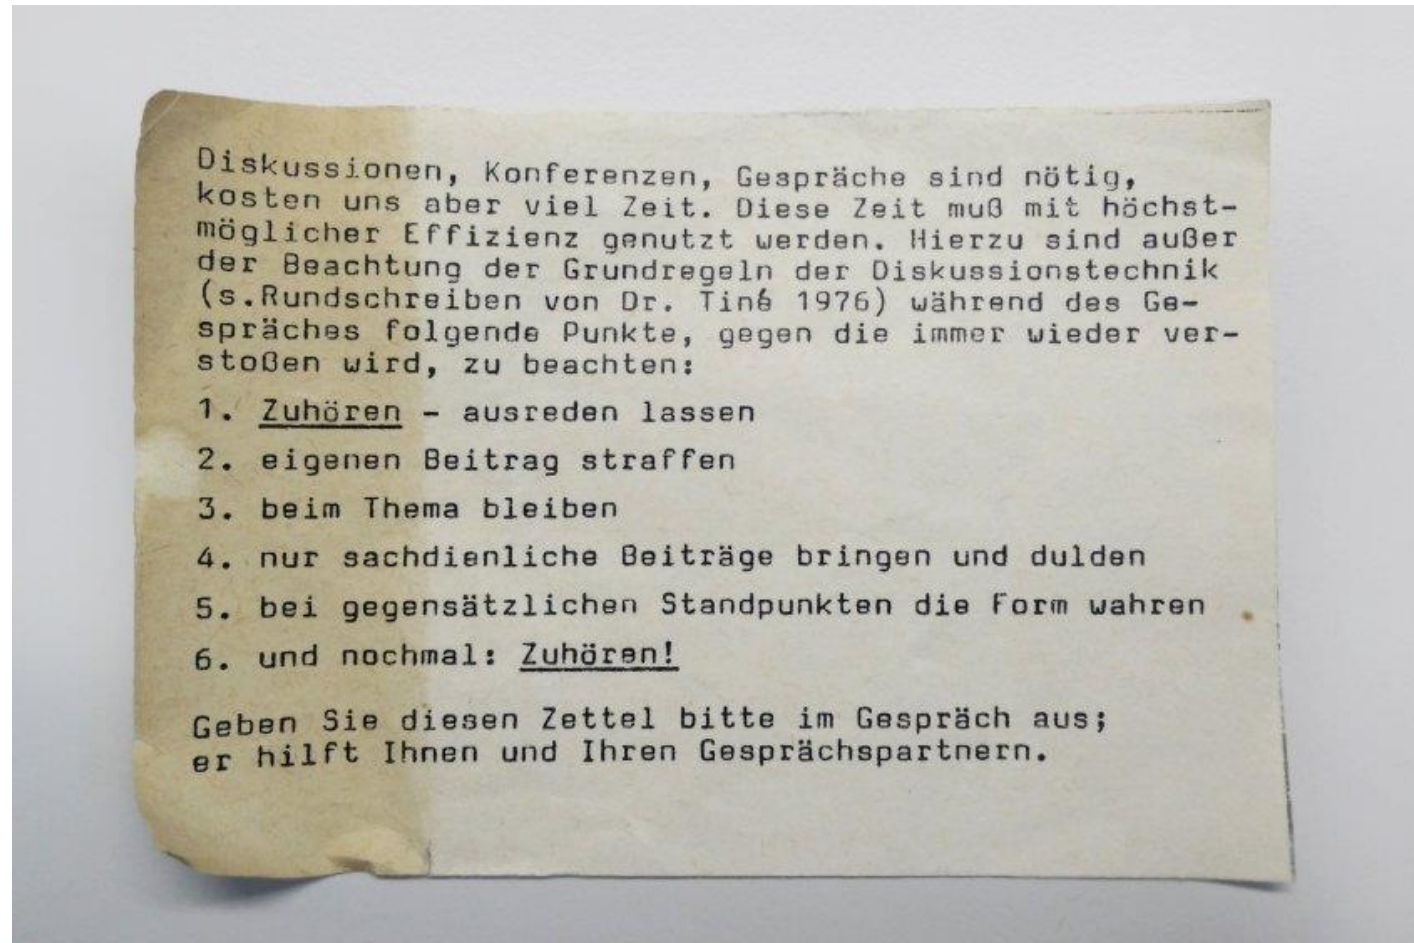 Diskussionen, Konferenzen, Gespräche sind nötig,
kosten uns aber viel Zeit. Diese Zeit muß mit höchst-
möglicher Effizienz genutzt werden. Hierzu sind außer
der Beachtung der Grundregeln der Diskussionstechnik
(s.Rundschreiben von Dr. Tiné 1976) während des Ge-
spräches folgende Punkte, gegen die immer wieder ver-
stoßen wird, zu beachten:
1. Zuhören - ausreden lassen
2. eigenen Beitrag straffen
3. beim Thema bleiben
4. nur sachdienliche Beiträge bringen und dulden
5. bei gegensätzlichen Standpunkten die Form wahren
6. und nochmal: Zuhören!
Geben Sie diesen Zettel bitte im Gespräch aus;
er hilft Ihnen und Ihren Gesprächspartnern.